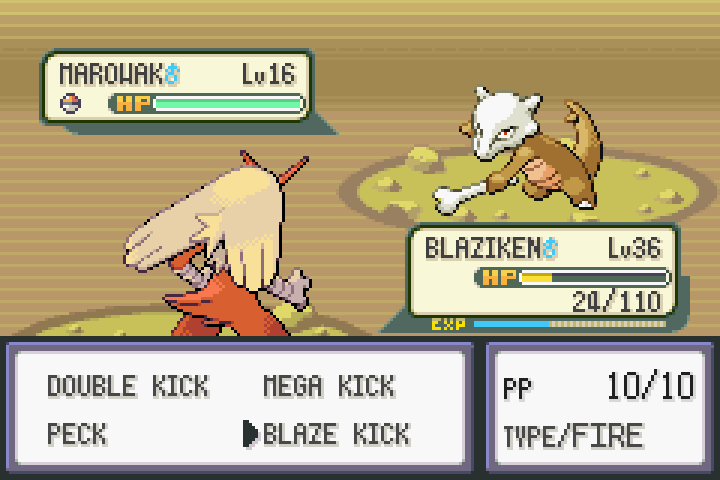 MAROWAK♂ Lv16
HP
BLAZIKEN♂ Lv36
HP
24/110
EXP
DOUBLE KICK MEGA KICK
PECK BLAZE KICK
PP 10/10
TYPE/FIRE